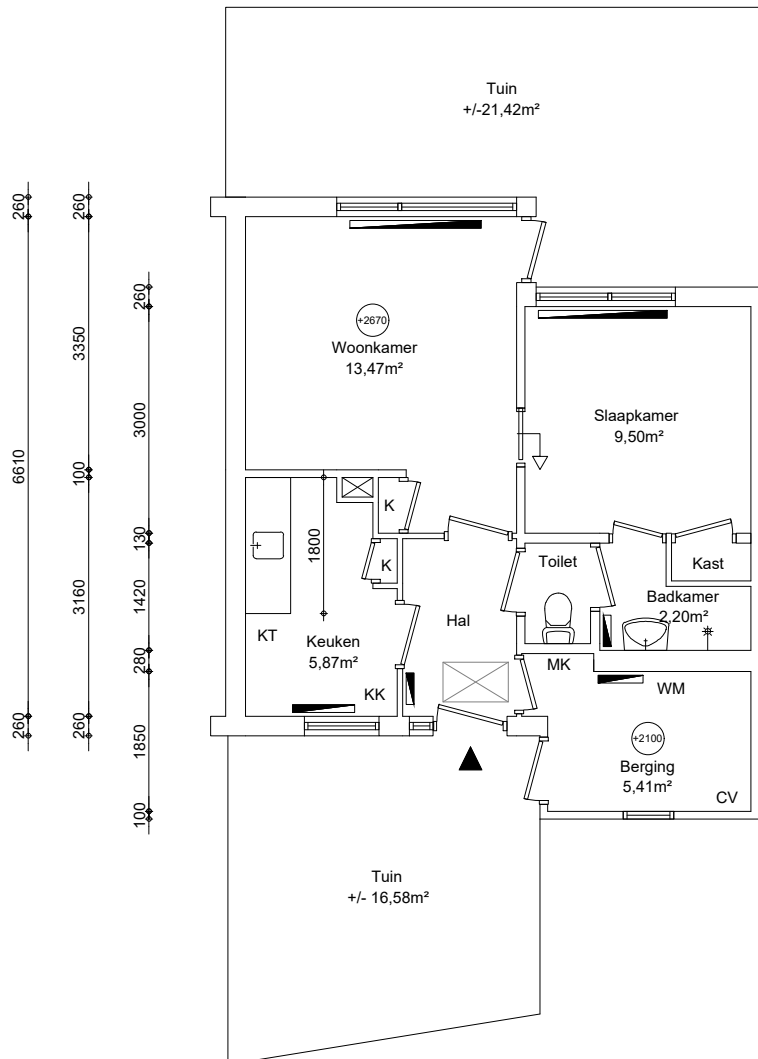 Tuin
+/-21,42m²
260
6610
260
260
3350
100
3160
260
260
3000
130
1420
280
1850
100
+2670
Woonkamer
13,47m²
Slaapkamer
9,50m²
K
K
1800
Toilet
Kast
Badkamer
2,20m²
Hal
KT
Keuken
5,87m²
KK
MK
WM
+2100
Berging
5,41m²
CV
Tuin
+/- 16,58m²